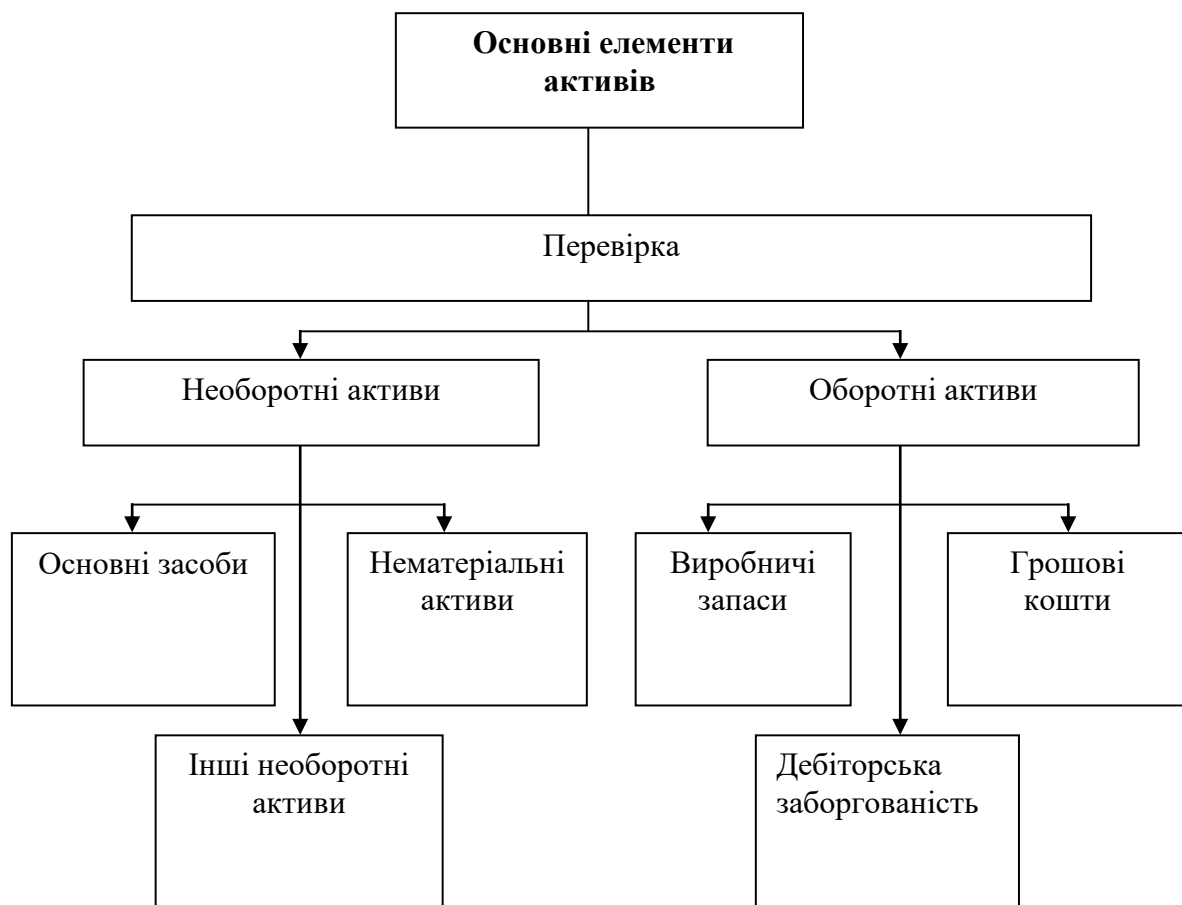 Основні елементи
активів
Перевірка
Необоротні активи
Оборотні активи
Основні засоби
Нематеріальні
активи
Виробничі
запаси
Грошові
кошти
Інші необоротні
активи
Дебіторська
заборгованість